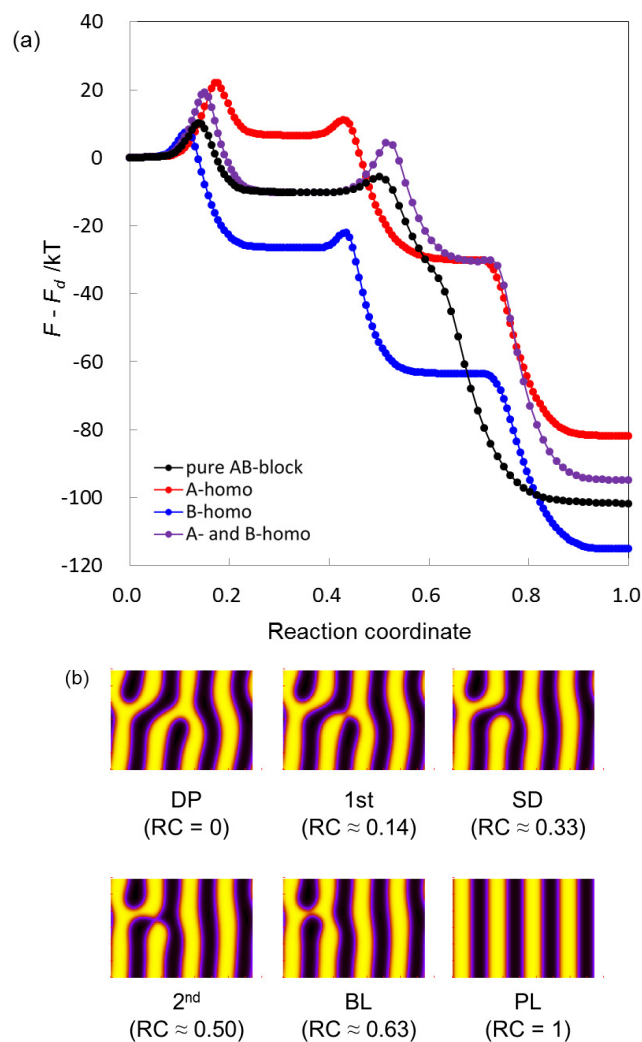 (a)
40
20
0
-20
-40
-60
-80
-100
-120
F - F_d /kT
pure AB-block
A-homo
B-homo
A- and B-homo
0.0 0.2 0.4 0.6 0.8 1.0
Reaction coordinate
(b)
DP 1st SD
(RC = 0) (RC ≈ 0.14) (RC ≈ 0.33)
2nd BL PL
(RC ≈ 0.50) (RC ≈ 0.63) (RC = 1)